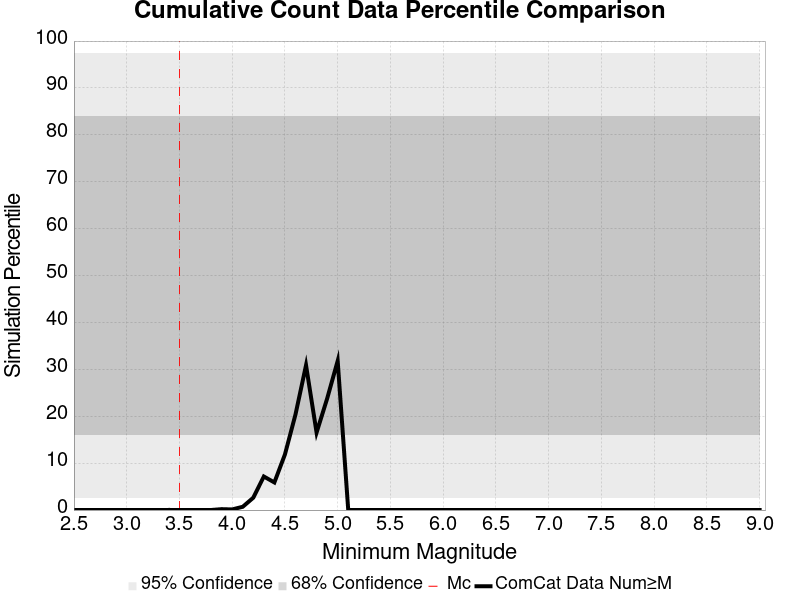 Cumulative Count Data Percentile Comparison
100
90
80
70
60
50
40
30
20
10
0
Simulation Percentile
2.5 3.0 3.5 4.0 4.5 5.0 5.5 6.0 6.5 7.0 7.5 8.0 8.5 9.0
Minimum Magnitude
95% Confidence 68% Confidence Mc ComCat Data Num≥M